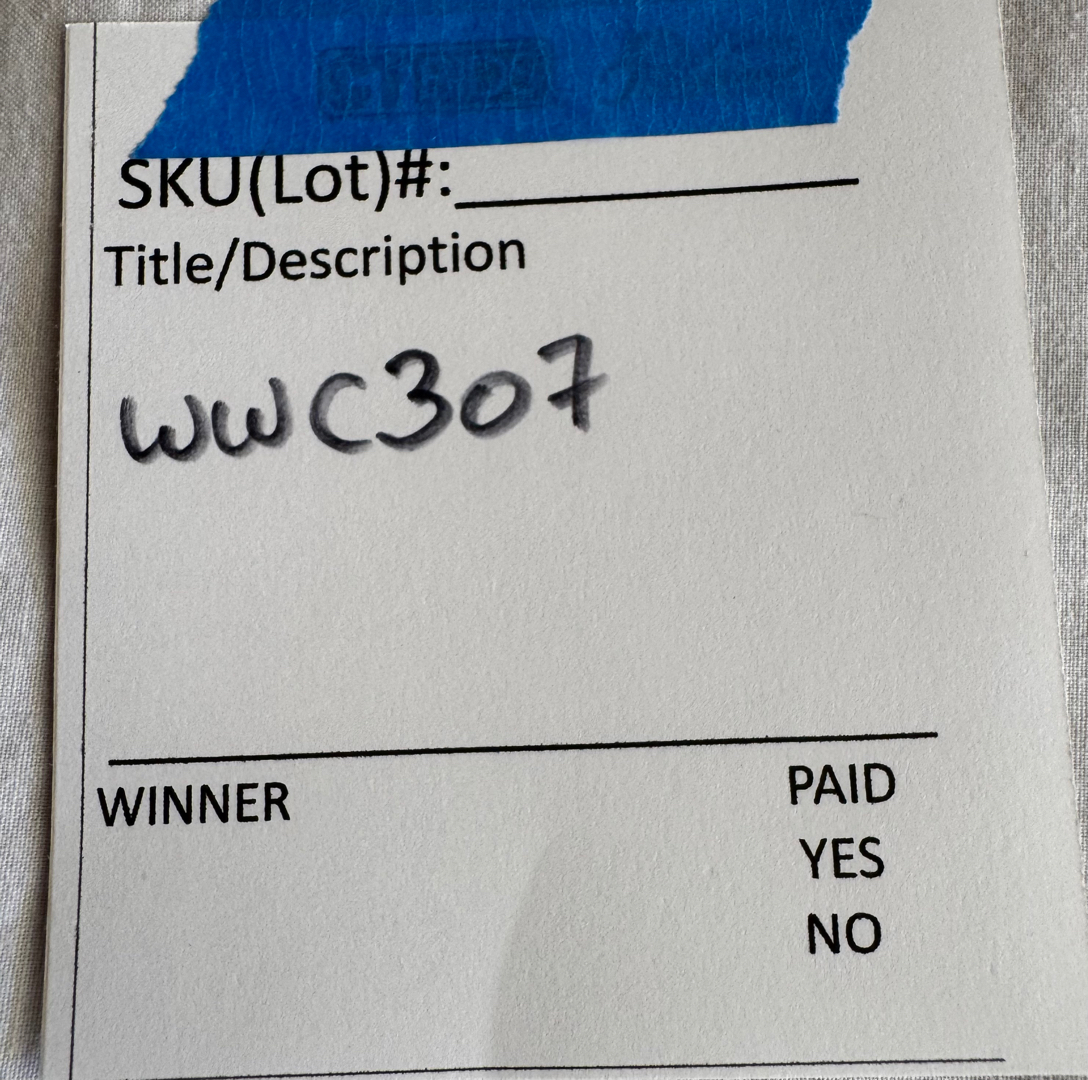 SKU(Lot)#:
Title/Description
WWC307
WINNER
PAID
YES
NO